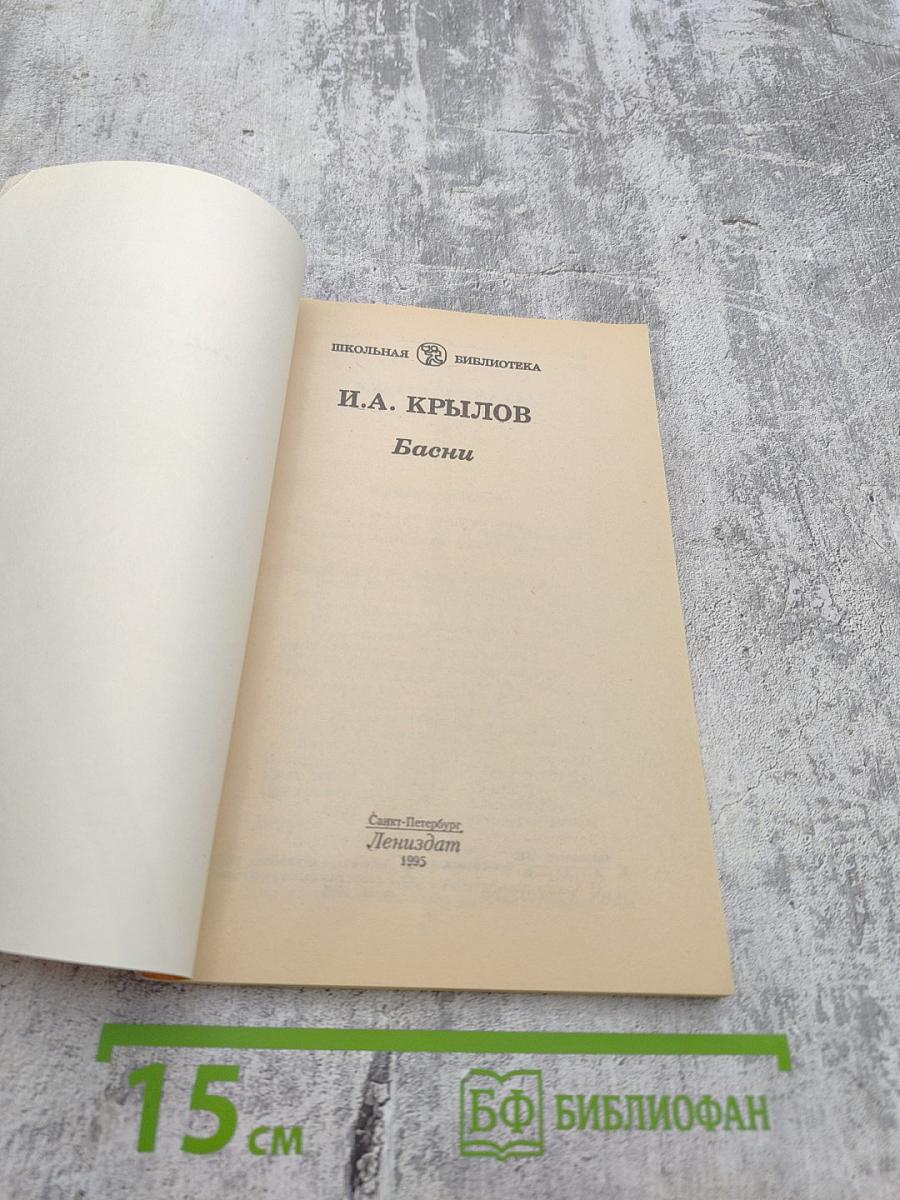 ШКОЛЬНАЯ БИБЛИОТЕКА
И.А. КРЫЛОВ
Басни
Санкт-Петербург
Лениздат
1995
15 см
БФ БИБЛИОФАН